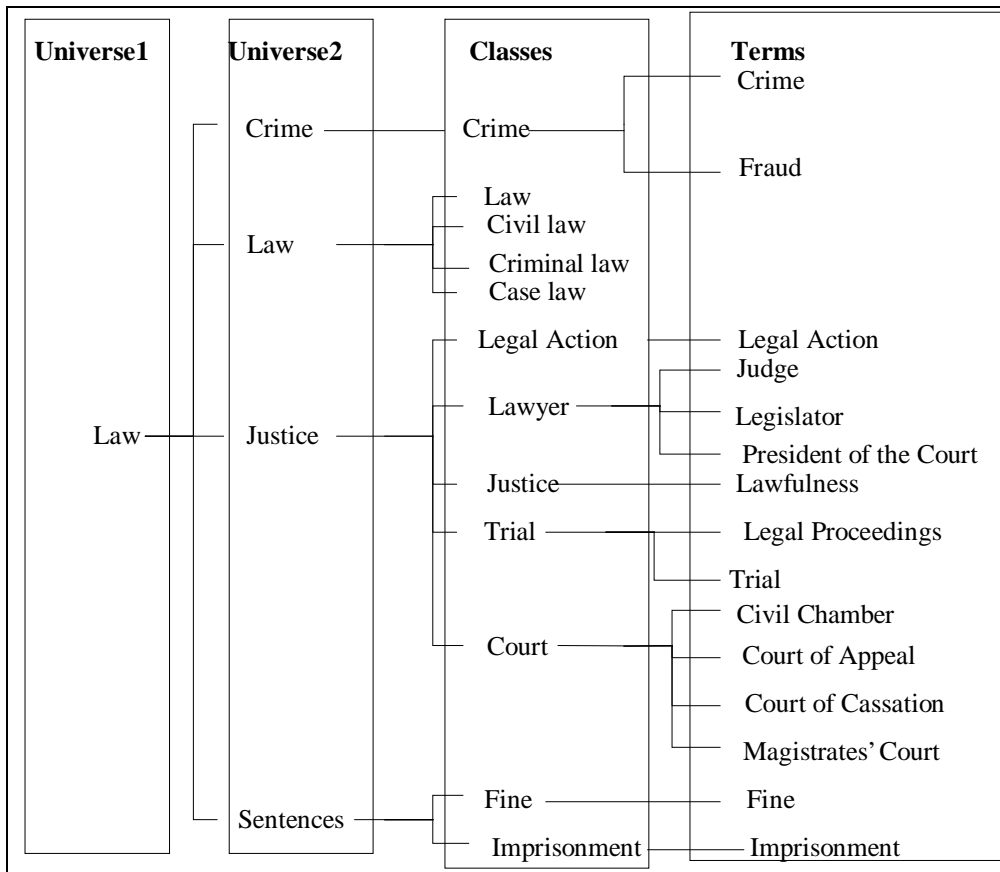 Universe1
Universe2
Classes
Terms
Crime
Crime
Crime
Fraud
Law
Civil law
Law
Criminal law
Case law
Legal Action
Legal Action
Judge
Lawyer
Legislator
Law
Justice
President of the Court
Justice
Lawfulness
Trial
Legal Proceedings
Trial
Civil Chamber
Court
Court of Appeal
Court of Cassation
Magistrates' Court
Fine
Fine
Sentences
Imprisonment
Imprisonment